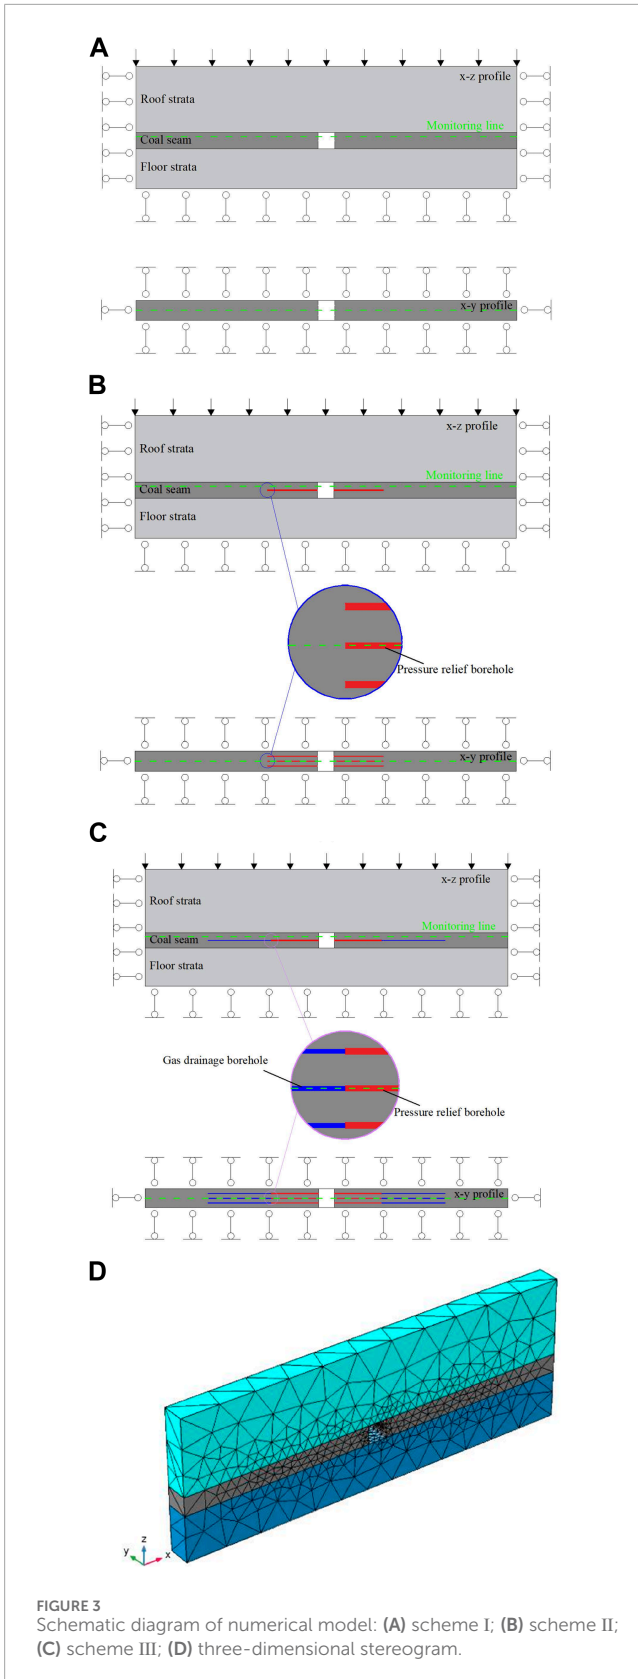 A
x-z profile
Roof strata
Monitoring line
Coal seam
Floor strata
x-y profile
B
x-z profile
Roof strata
Monitoring line
Coal seam
Floor strata
Pressure relief borehole
x-y profile
C
x-z profile
Roof strata
Monitoring line
Coal seam
Floor strata
Gas drainage borehole
Pressure relief borehole
x-y profile
D
z
y
x
FIGURE 3
Schematic diagram of numerical model: (A) scheme I; (B) scheme II;
(C) scheme III; (D) three-dimensional stereogram.